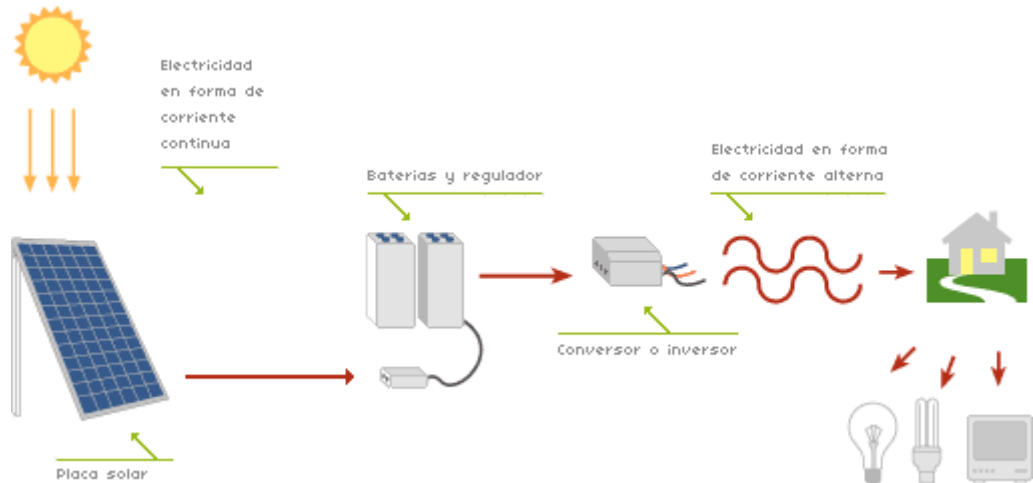 Electricidad
en forma de
corriente
continua
Baterias y regulador
Electricidad en forma
de corriente alterna
Conversor o inversor
Placa solar